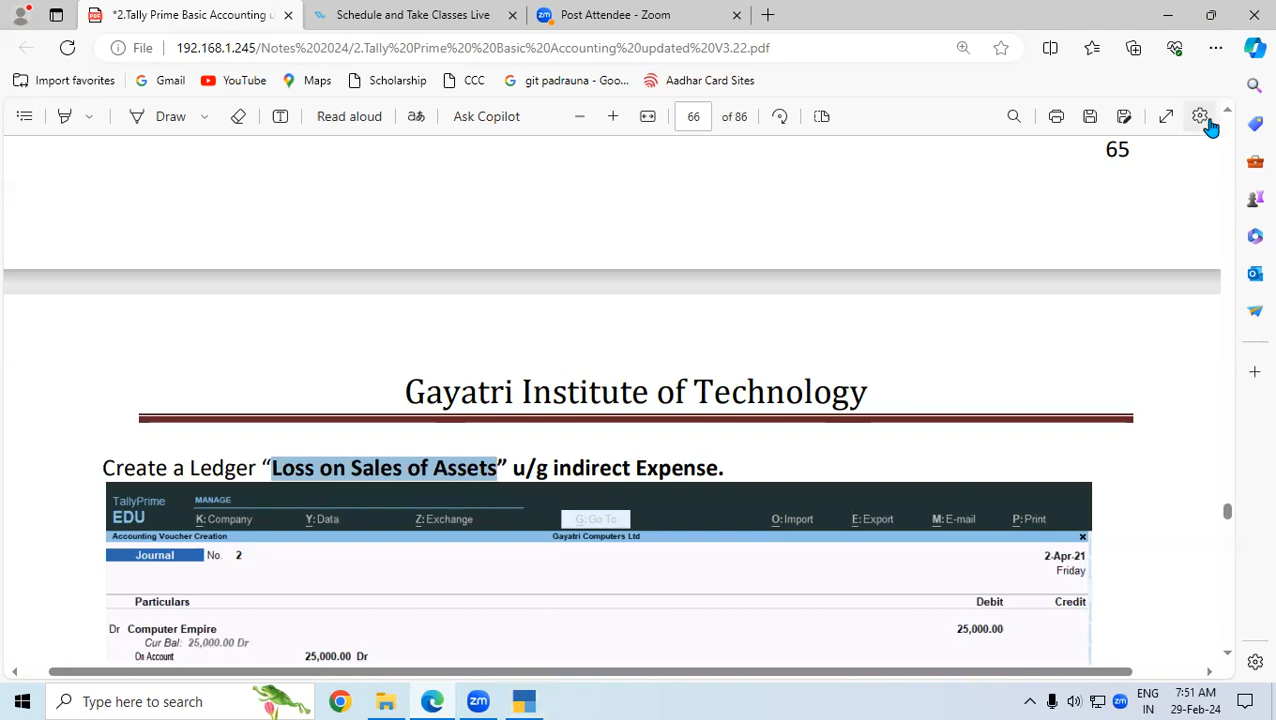 *2.Tally Prime Basic Accounting u
Schedule and Take Classes Live
Post Attendee - Zoom
File
192.168.1.245/Notes%202024/2.Tally%20Prime%20%20Basic%20Accounting%20updated%20V3.22.pdf
Import favorites
Gmail
YouTube
Maps
Scholarship
CCC
git padrauna - Goo...
Aadhar Card Sites
Draw
Read aloud
aあ
Ask Copilot
66 of 86
65
Gayatri Institute of Technology
Create a Ledger “Loss on Sales of Assets” u/g indirect Expense.
TallyPrime
MANAGE
EDU
K: Company
Y: Data
Z: Exchange
G: Go To
O: Import
E: Export
M: E-mail
P: Print
Accounting Voucher Creation
Gayatri Computers Ltd
Journal No. 2
2-Apr-21
Friday
Particulars
Debit
Credit
Dr Computer Empire
25,000.00
Cur Bal: 25,000.00 Dr
On Account
25,000.00 Dr
Type here to search
zm
ENG
IN
7:31 AM
29-Feb-24